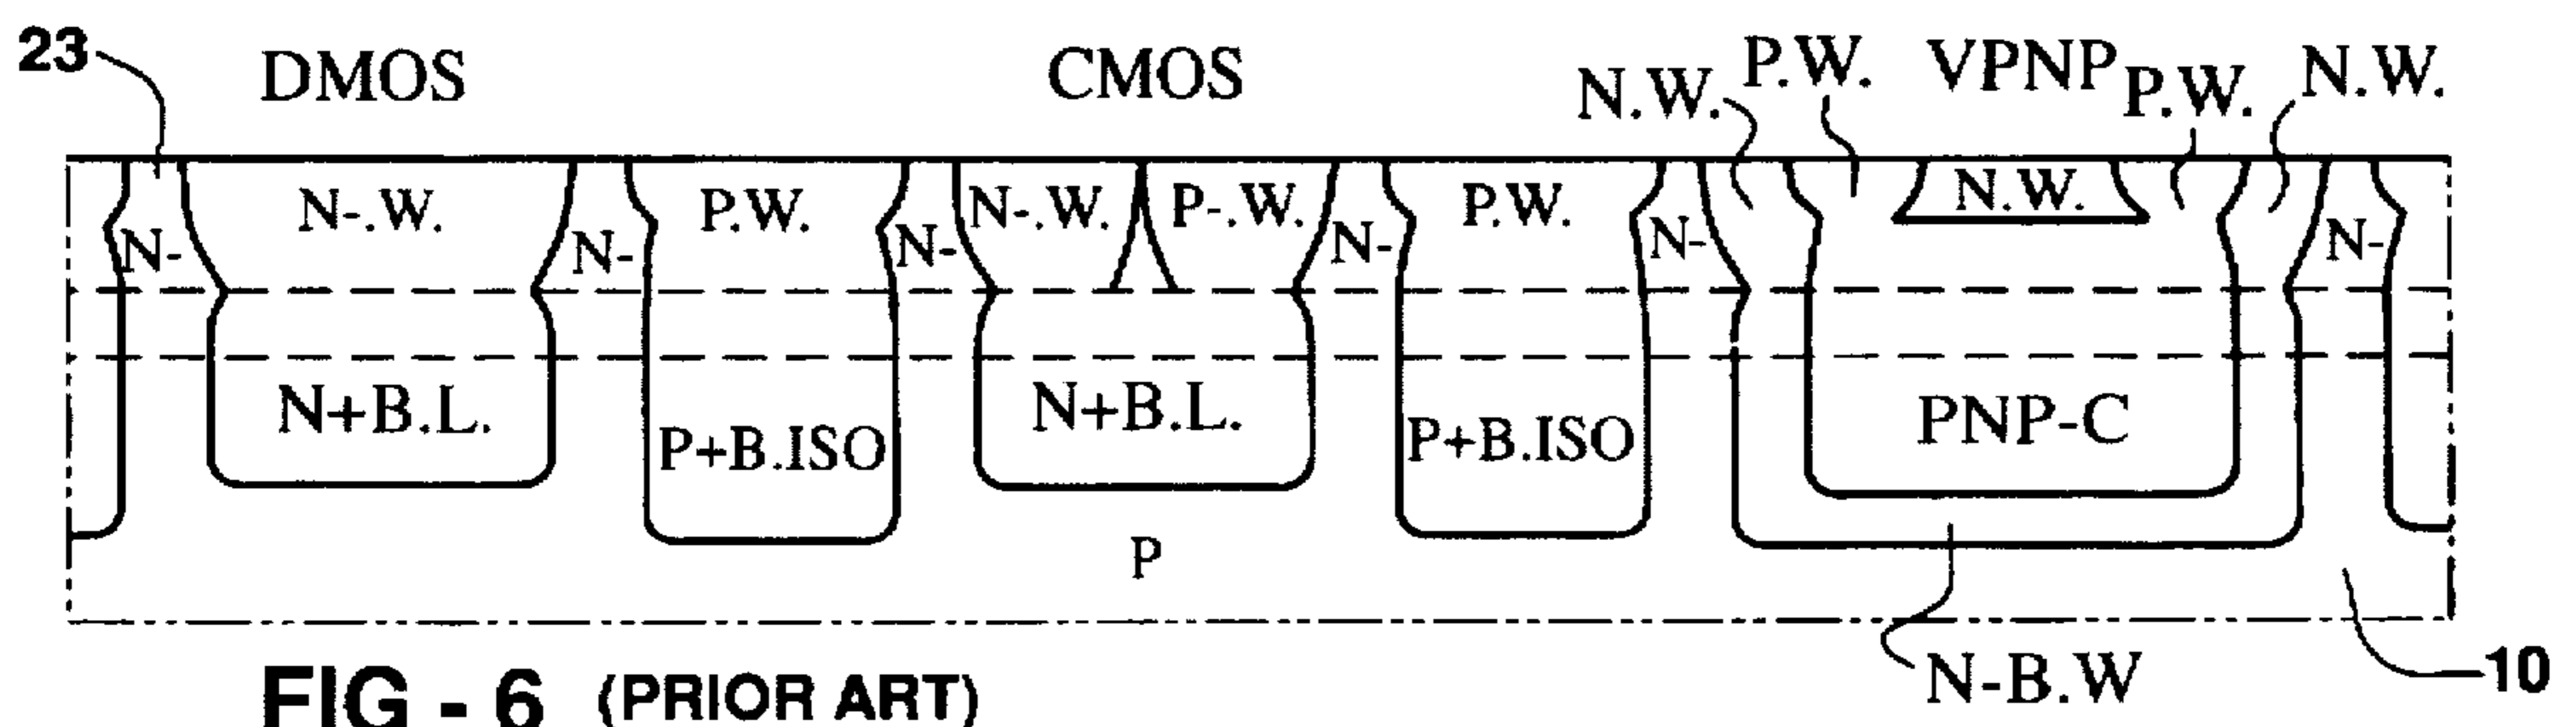 23 DMOS CMOS N.W. P.W. VPNP P.W. N.W.
N- N-.W. N- P.W. N- N-.W. P-.W. N- P.W. N- N.W. N-
N+B.L. P+B.ISO N+B.L. P+B.ISO PNP-C
P
N-B.W 10
FIG - 6 (PRIOR ART)